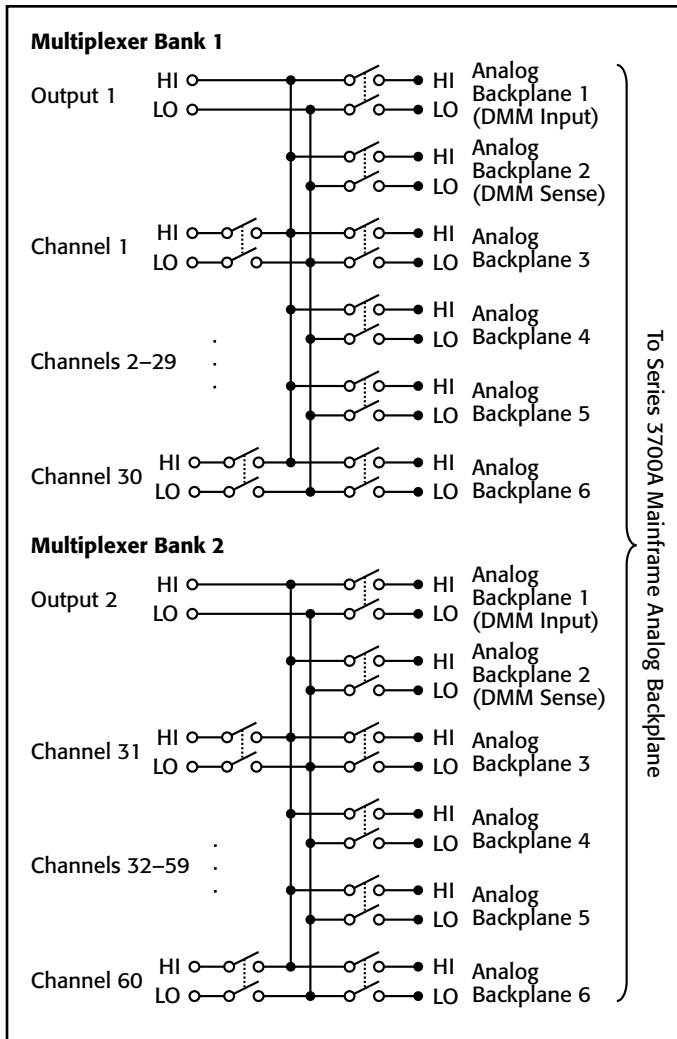 Multiplexer Bank 1
Output 1
HI
LO
HI
LO
Analog
Backplane 1
(DMM Input)
HI
LO
Analog
Backplane 2
(DMM Sense)
Channel 1
HI
LO
HI
LO
Analog
Backplane 3
HI
LO
Analog
Backplane 4
Channels 2–29
.
.
.
HI
LO
Analog
Backplane 5
Channel 30
HI
LO
HI
LO
Analog
Backplane 6
Multiplexer Bank 2
Output 2
HI
LO
HI
LO
Analog
Backplane 1
(DMM Input)
HI
LO
Analog
Backplane 2
(DMM Sense)
Channel 31
HI
LO
HI
LO
Analog
Backplane 3
HI
LO
Analog
Backplane 4
Channels 32–59
.
.
.
HI
LO
Analog
Backplane 5
Channel 60
HI
LO
HI
LO
Analog
Backplane 6
To Series 3700A Mainframe Analog Backplane